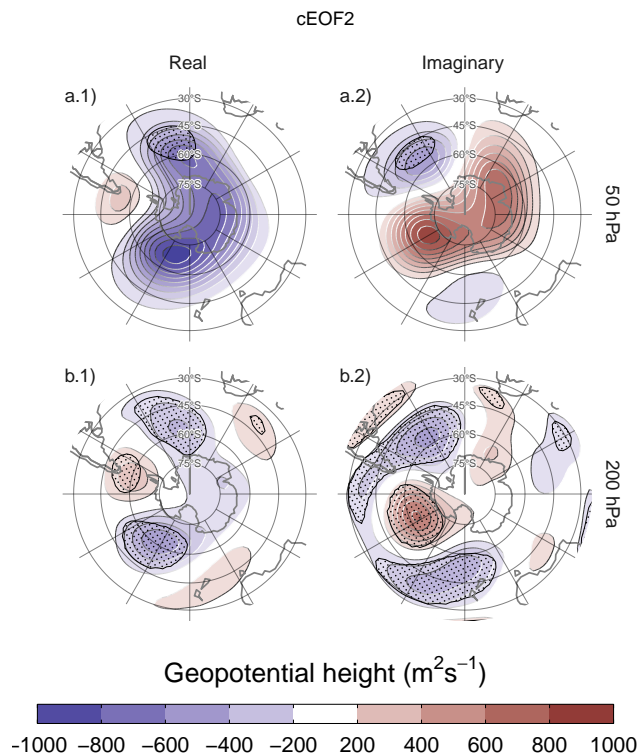 cEOF2
Real Imaginary
a.1) a.2)
30°S 30°S
45°S 45°S
60°S 60°S
75°S 75°S
50 hPa
b.1) b.2)
30°S 30°S
45°S 45°S
60°S 60°S
75°S 75°S
200 hPa
Geopotential height (m²s⁻¹)
−1000 −800 −600 −400 −200 200 400 600 800 1000